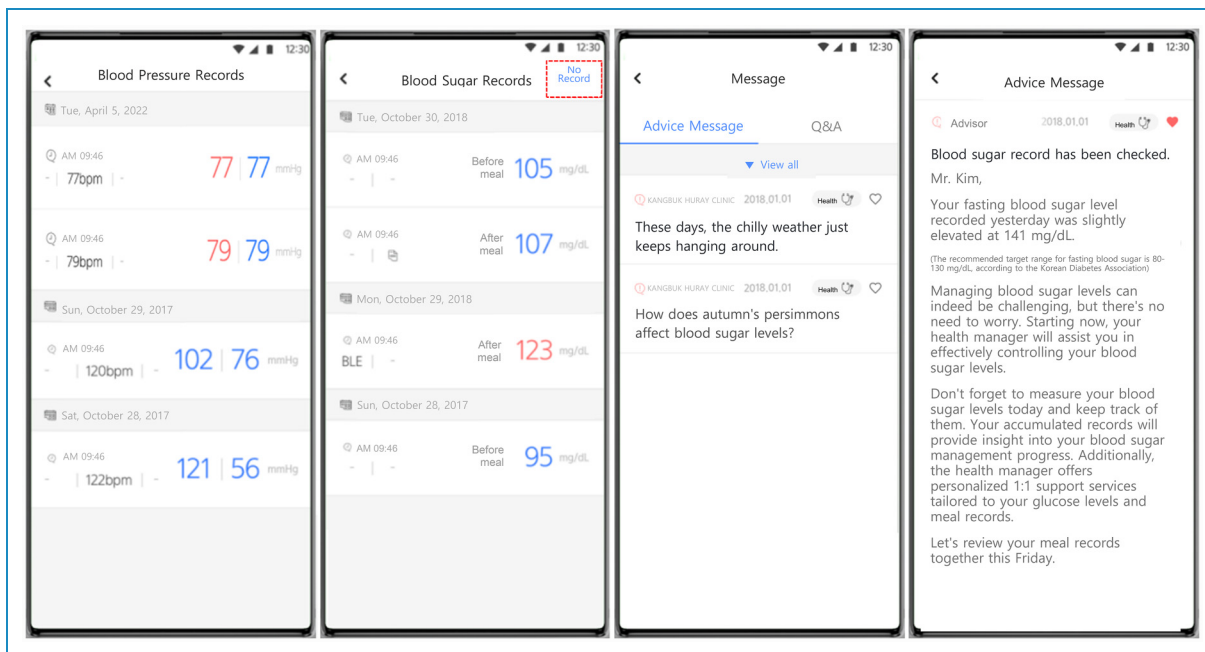 12:30
Blood Pressure Records
Tue, April 5, 2022
AM 09:46
- | 77bpm | -
77 | 77 mmHg
AM 09:46
- | 79bpm | -
79 | 79 mmHg
Sun, October 29, 2017
AM 09:46
- | 120bpm | -
102 | 76 mmHg
Sat, October 28, 2017
AM 09:46
- | 122bpm | -
121 | 56 mmHg
12:30
Blood Sugar Records
No
Record
Tue, October 30, 2018
AM 09:46
- | -
Before
meal
105 mg/dL
AM 09:46
- |
After
meal
107 mg/dL
Mon, October 29, 2018
AM 09:46
BLE | -
After
meal
123 mg/dL
Sun, October 28, 2017
AM 09:46
- | -
Before
meal
95 mg/dL
12:30
Message
Advice Message
Q&A
▼ View all
KANGBUK HURAY CLINIC 2018.01.01 Health
These days, the chilly weather just
keeps hanging around.
KANGBUK HURAY CLINIC 2018.01.01 Health
How does autumn's persimmons
affect blood sugar levels?
12:30
Advice Message
Advisor 2018.01.01 Health
Blood sugar record has been checked.
Mr. Kim,
Your fasting blood sugar level
recorded yesterday was slightly
elevated at 141 mg/dL.
(The recommended target range for fasting blood sugar is 80-
130 mg/dL, according to the Korean Diabetes Association)
Managing blood sugar levels can
indeed be challenging, but there's no
need to worry. Starting now, your
health manager will assist you in
effectively controlling your blood
sugar levels.
Don't forget to measure your blood
sugar levels today and keep track of
them. Your accumulated records will
provide insight into your blood sugar
management progress. Additionally,
the health manager offers
personalized 1:1 support services
tailored to your glucose levels and
meal records.
Let's review your meal records
together this Friday.